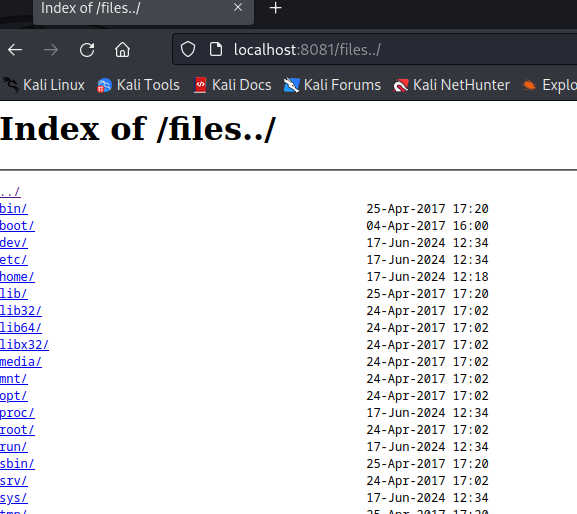 Index of /files../
localhost:8081/files../
Kali Linux Kali Tools Kali Docs Kali Forums Kali NetHunter Explo
Index of /files../
../
bin/ 25-Apr-2017 17:20
boot/ 04-Apr-2017 16:00
dev/ 17-Jun-2024 12:34
etc/ 17-Jun-2024 12:34
home/ 17-Jun-2024 12:18
lib/ 25-Apr-2017 17:20
lib32/ 24-Apr-2017 17:02
lib64/ 24-Apr-2017 17:02
libx32/ 24-Apr-2017 17:02
media/ 24-Apr-2017 17:02
mnt/ 24-Apr-2017 17:02
opt/ 24-Apr-2017 17:02
proc/ 17-Jun-2024 12:34
root/ 24-Apr-2017 17:02
run/ 17-Jun-2024 12:34
sbin/ 25-Apr-2017 17:20
srv/ 24-Apr-2017 17:02
sys/ 17-Jun-2024 12:34
tmp/ 25-Apr-2017 17:20